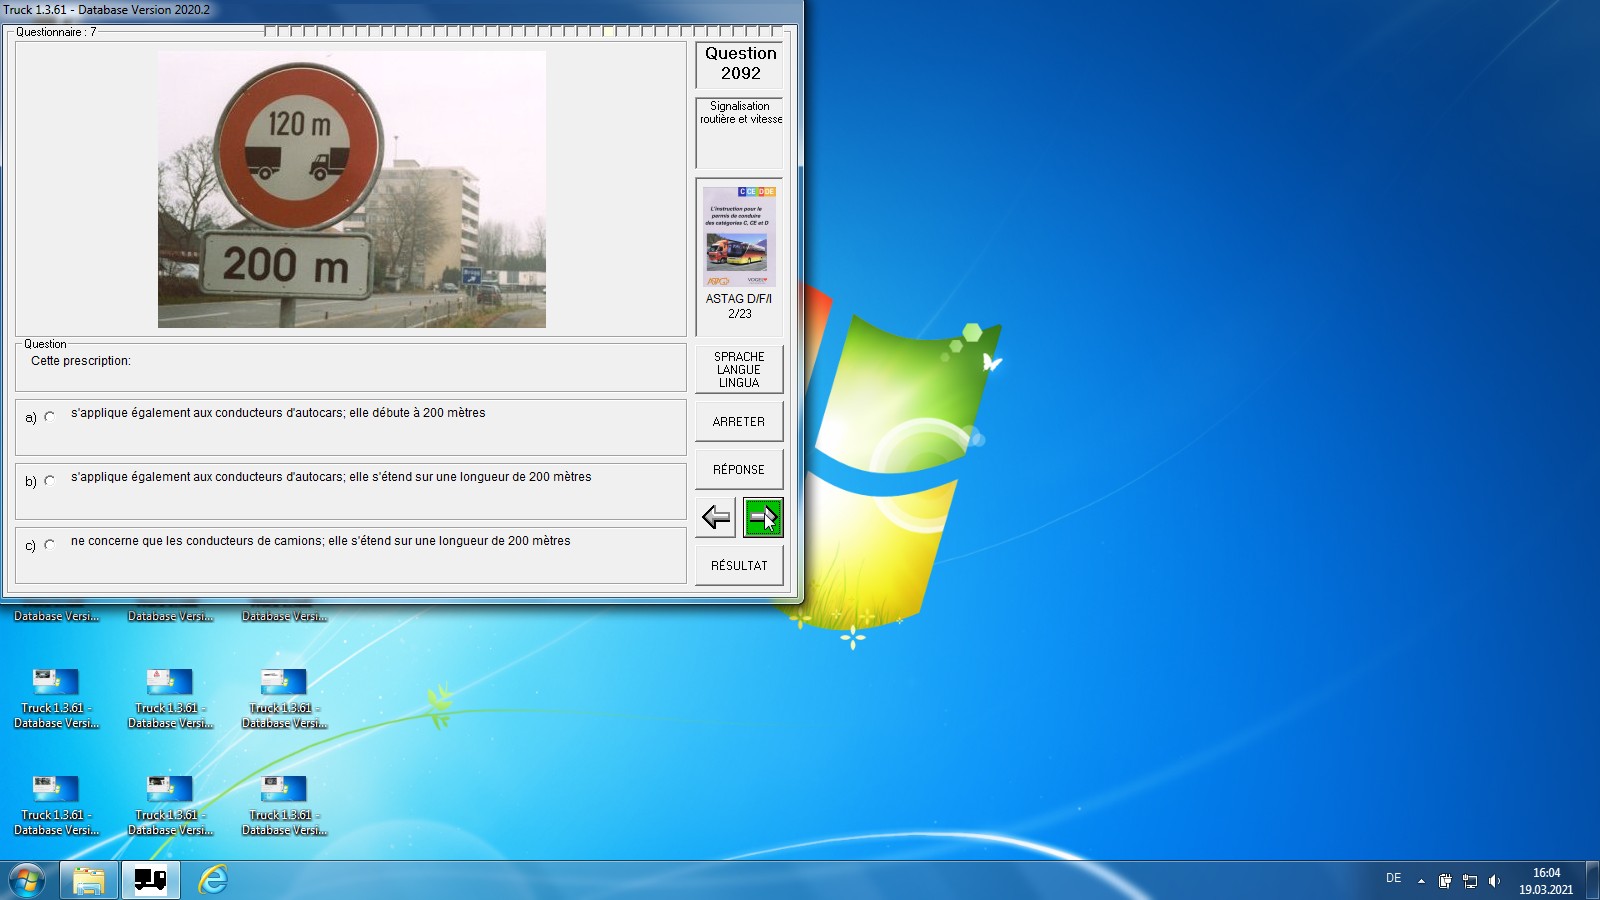 Truck 1.3.61 - Database Version 2020.2
Questionnaire : 7
120 m
200 m
Question
2092
Signalisation
routière et vitesse
C CE D DE
L'instruction pour le
permis de conduire
des catégories C, CE et D
ASTAG D/F/I
2/23
Question
Cette prescription:
a) s'applique également aux conducteurs d'autocars; elle débute à 200 mètres
b) s'applique également aux conducteurs d'autocars; elle s'étend sur une longueur de 200 mètres
c) ne concerne que les conducteurs de camions; elle s'étend sur une longueur de 200 mètres
SPRACHE
LANGUE
LINGUA
ARRETER
RÉPONSE
RÉSULTAT
Database Versi... Database Versi... Database Versi...
Truck 1.3.61 - Truck 1.3.61 - Truck 1.3.61 -
Database Versi... Database Versi... Database Versi...
Truck 1.3.61 - Truck 1.3.61 - Truck 1.3.61 -
Database Versi... Database Versi... Database Versi...
DE
16:04
19.03.2021